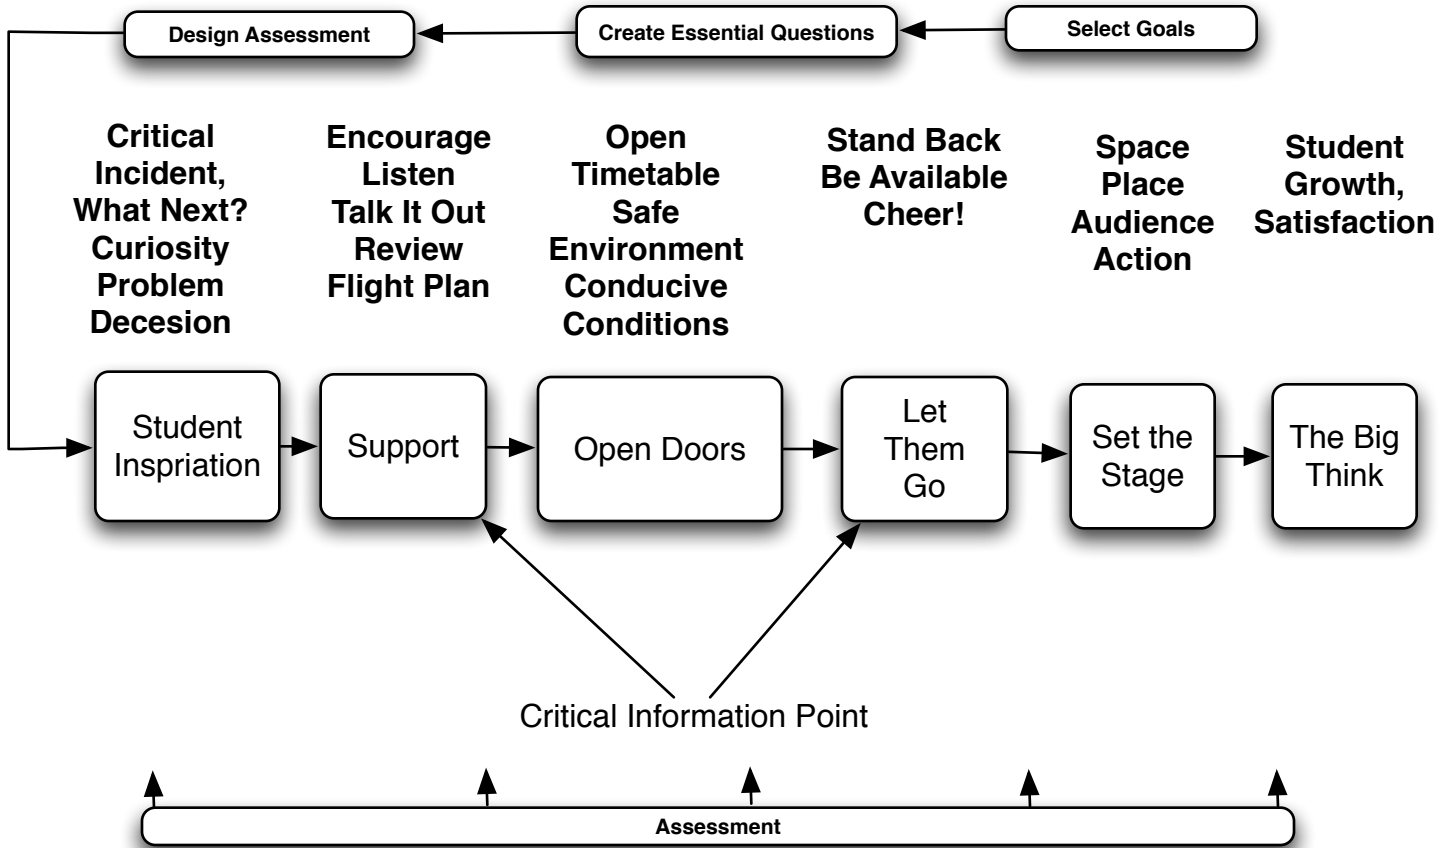 Design Assessment
Create Essential Questions
Select Goals
Critical
Incident,
What Next?
Curiosity
Problem
Decesion
Encourage
Listen
Talk It Out
Review
Flight Plan
Open
Timetable
Safe
Environment
Conducive
Conditions
Stand Back
Be Available
Cheer!
Space
Place
Audience
Action
Student
Growth,
Satisfaction
Student
Inspriation
Support
Open Doors
Let
Them
Go
Set the
Stage
The Big
Think
Critical Information Point
Assessment